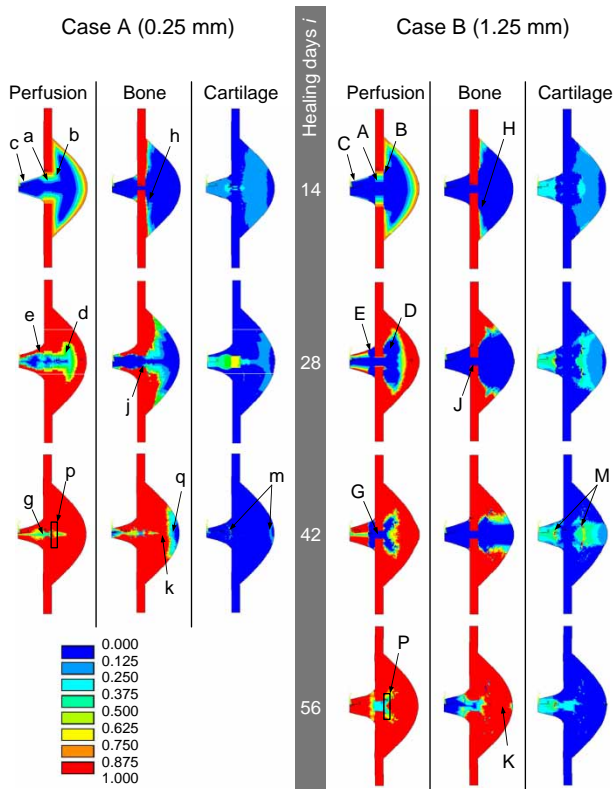 Case A (0.25 mm)
Healing days i
Case B (1.25 mm)
Perfusion Bone Cartilage
Perfusion Bone Cartilage
c a b h
C A B H
14
e d j
E D J
28
g p q k m
G M
42
P K
56
0.000
0.125
0.250
0.375
0.500
0.625
0.750
0.875
1.000